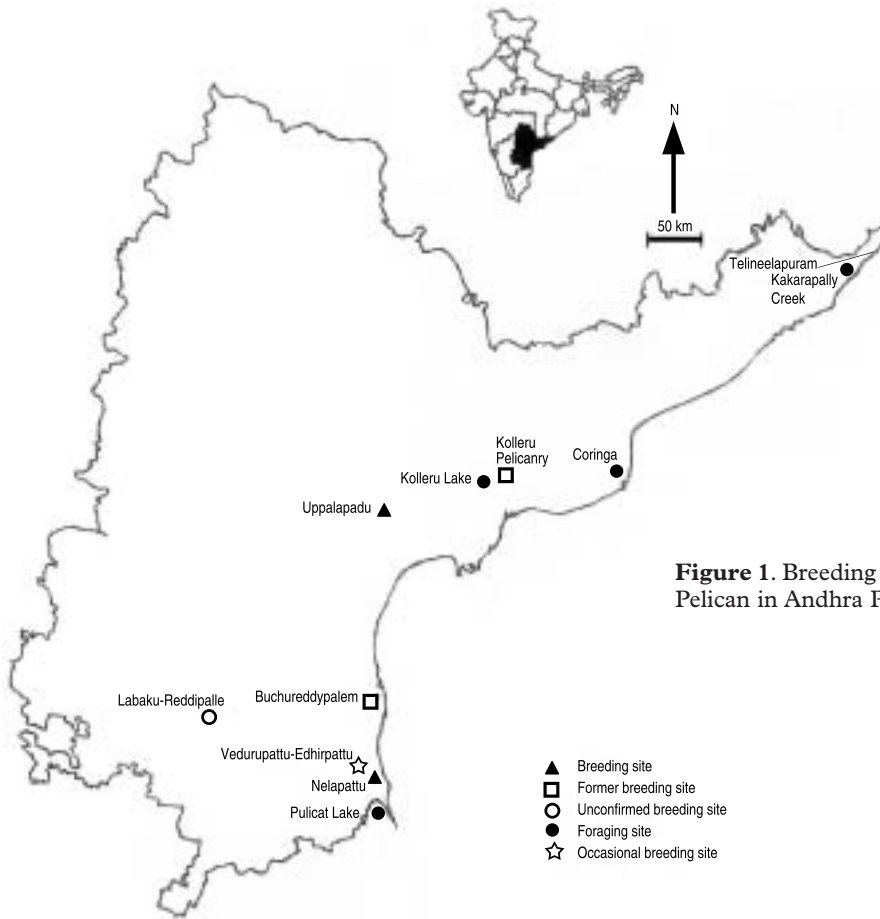 N
50 km
Telineelapuram
Kakarapally
Creek
Kolleru
Pelicanry
Coringa
Kolleru Lake
Uppalapadu
Figure 1. Breeding
Pelican in Andhra
Labaku-Reddipalle
Buchureddypalem
Vedurupattu-Edhirpattu
Nelapattu
Pulicat Lake
Breeding site
Former breeding site
Unconfirmed breeding site
Foraging site
Occasional breeding site